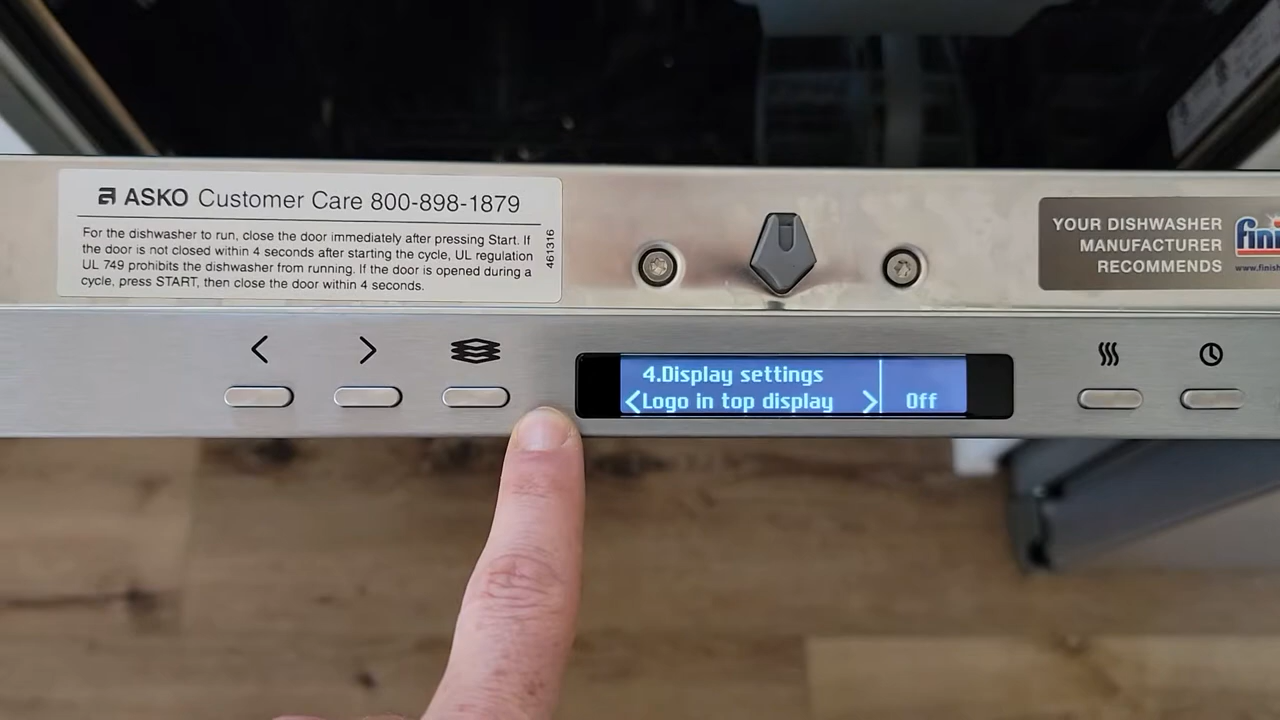 ASKO Customer Care 800-898-1879
For the dishwasher to run, close the door immediately after pressing Start. If
the door is not closed within 4 seconds after starting the cycle, UL regulation
UL 749 prohibits the dishwasher from running. If the door is opened during a
cycle, press START, then close the door within 4 seconds.
461316
YOUR DISHWASHER
MANUFACTURER
RECOMMENDS
fini
www.finish
4.Display settings
<Logo in top display >
Off